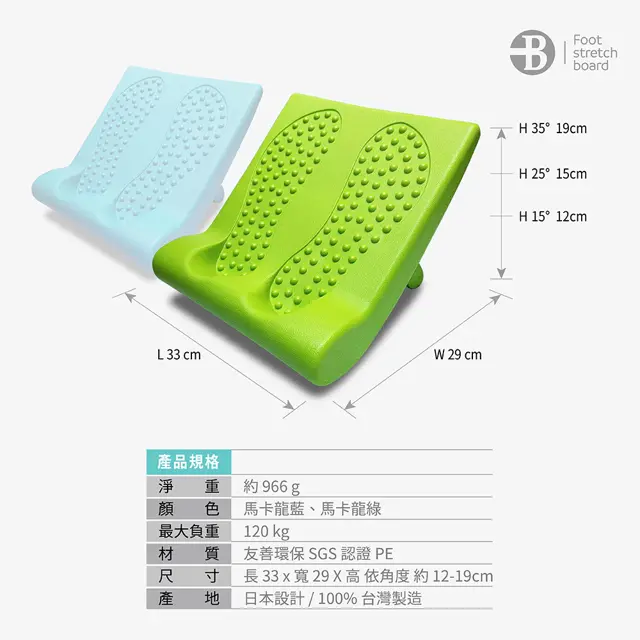 B
Foot
stretch
board
H 35° 19cm
H 25° 15cm
H 15° 12cm
L 33 cm
W 29 cm
產品規格
淨 重 約 966 g
顏 色 馬卡龍藍、馬卡龍綠
最大負重 120 kg
材 質 友善環保 SGS 認證 PE
尺 寸 長 33 x 寬 29 X 高 依角度 約 12-19cm
產 地 日本設計 / 100% 台灣製造